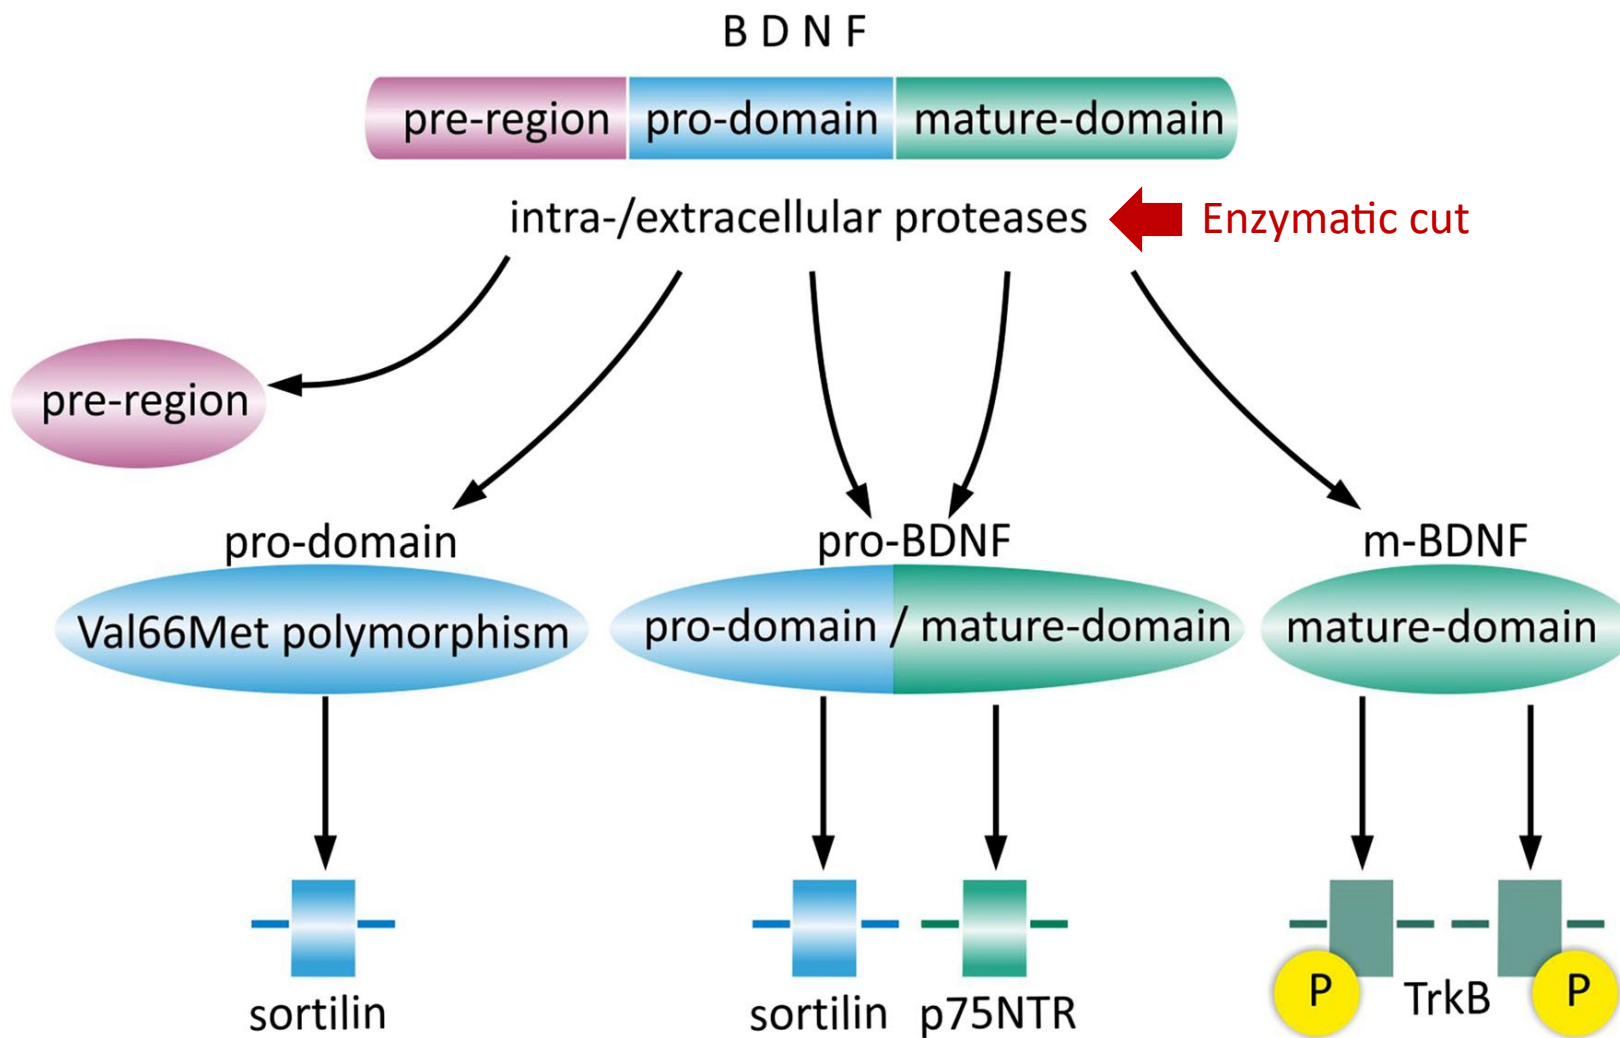 B D N F
pre-region pro-domain mature-domain
intra-/extracellular proteases Enzymatic cut
pre-region
pro-domain pro-BDNF m-BDNF
Val66Met polymorphism pro-domain / mature-domain mature-domain
sortilin sortilin p75NTR P TrkB P